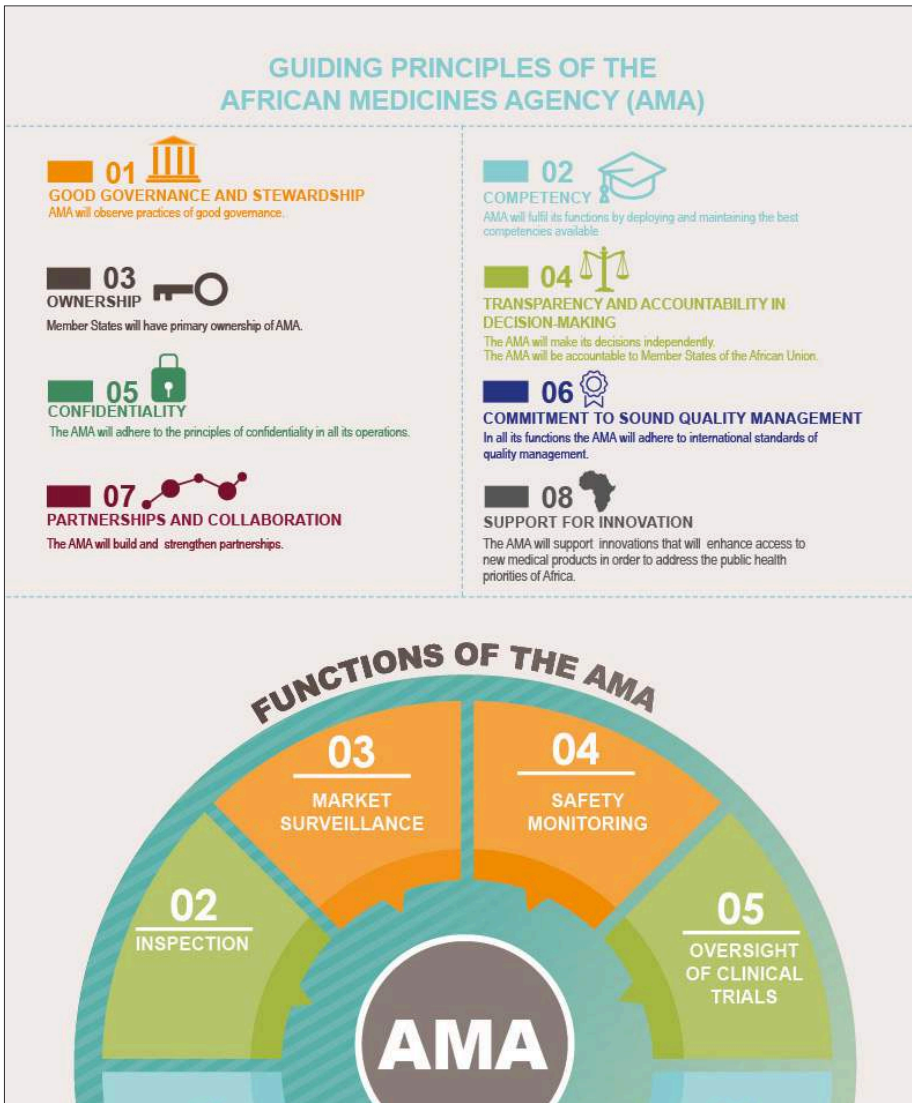 GUIDING PRINCIPLES OF THE
AFRICAN MEDICINES AGENCY (AMA)
01
GOOD GOVERNANCE AND STEWARDSHIP
AMA will observe practices of good governance.
02
COMPETENCY
AMA will fulfil its functions by deploying and maintaining the best
competencies available
03
OWNERSHIP
Member States will have primary ownership of AMA.
04
TRANSPARENCY AND ACCOUNTABILITY IN
DECISION-MAKING
The AMA will make its decisions independently.
The AMA will be accountable to Member States of the African Union.
05
CONFIDENTIALITY
The AMA will adhere to the principles of confidentiality in all its operations.
06
COMMITMENT TO SOUND QUALITY MANAGEMENT
In all its functions the AMA will adhere to international standards of
quality management.
07
PARTNERSHIPS AND COLLABORATION
The AMA will build and strengthen partnerships.
08
SUPPORT FOR INNOVATION
The AMA will support innovations that will enhance access to
new medical products in order to address the public health
priorities of Africa.
FUNCTIONS OF THE AMA
02
INSPECTION
03
MARKET
SURVEILLANCE
04
SAFETY
MONITORING
05
OVERSIGHT
OF CLINICAL
TRIALS
AMA